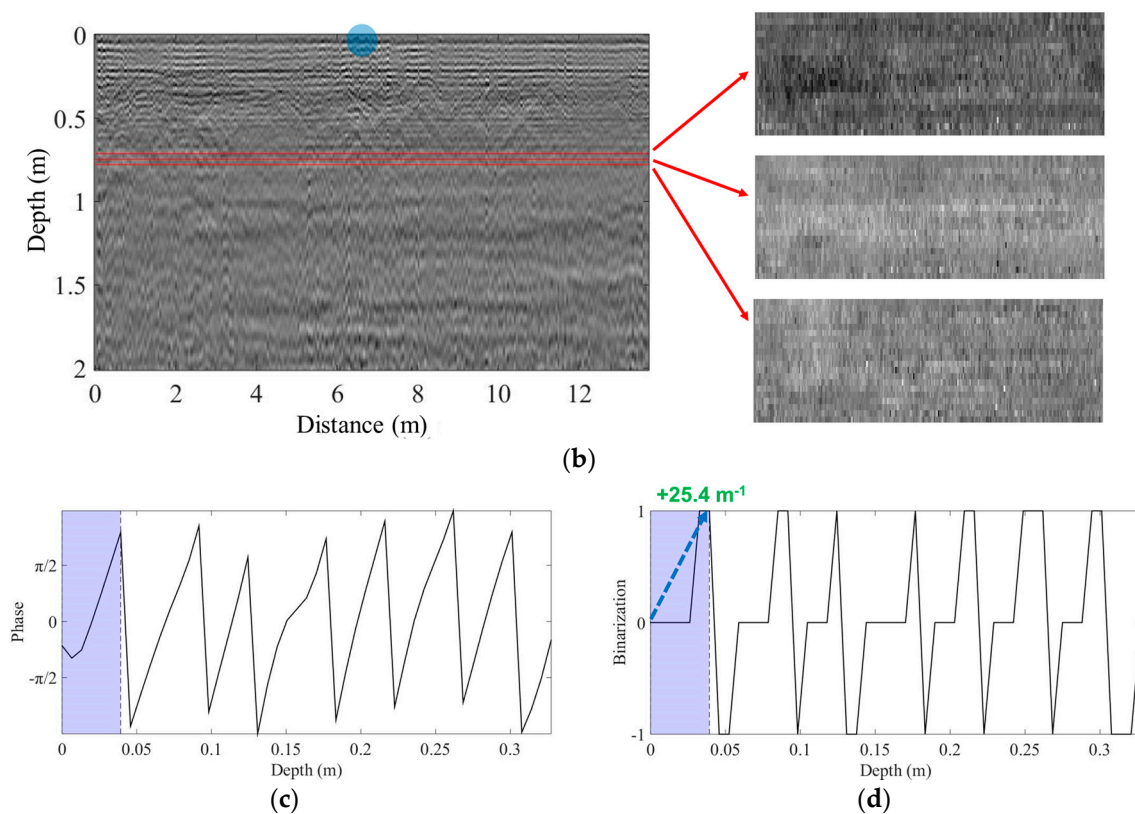 0
0.5
1
1.5
2
Depth (m)
0 2 4 6 8 10 12
Distance (m)
(b)
π/2
0
-π/2
Phase
0 0.05 0.1 0.15 0.2 0.25 0.3
Depth (m)
(c)
+25.4 m⁻¹
1
0
-1
Binarization
0 0.05 0.1 0.15 0.2 0.25 0.3
Depth (m)
(d)